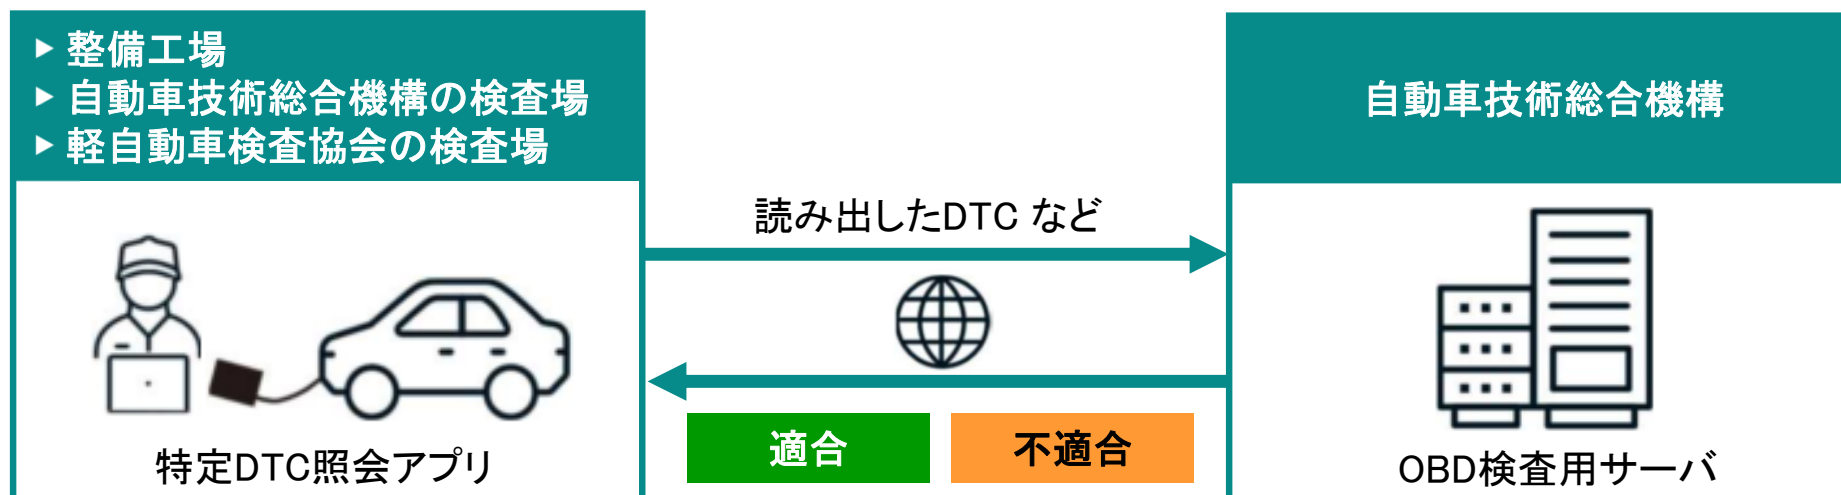 ▶ 整備工場
▶ 自動車技術総合機構の検査場
▶ 軽自動車検査協会の検査場
自動車技術総合機構
読み出したDTC など
適合
不適合
特定DTC照会アプリ
OBD検査用サーバ